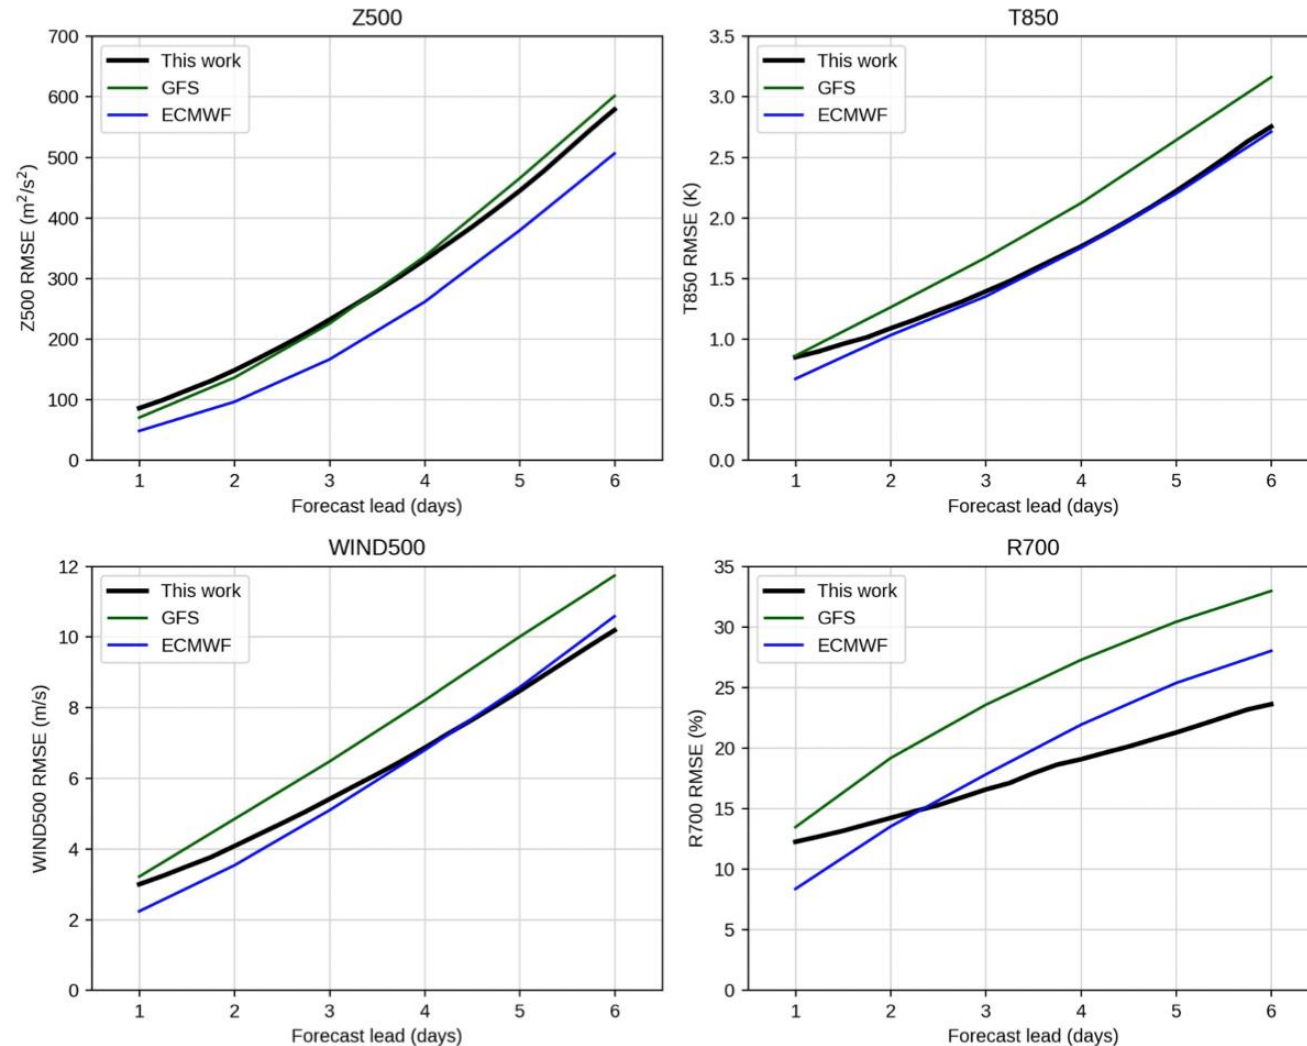 Z500
This work
GFS
ECMWF
700
600
500
400
300
200
100
0
Z500 RMSE (m²/s²)
1 2 3 4 5 6
Forecast lead (days)
T850
This work
GFS
ECMWF
3.5
3.0
2.5
2.0
1.5
1.0
0.5
0.0
T850 RMSE (K)
1 2 3 4 5 6
Forecast lead (days)
WIND500
This work
GFS
ECMWF
12
10
8
6
4
2
0
WIND500 RMSE (m/s)
1 2 3 4 5 6
Forecast lead (days)
R700
This work
GFS
ECMWF
35
30
25
20
15
10
5
0
R700 RMSE (%)
1 2 3 4 5 6
Forecast lead (days)